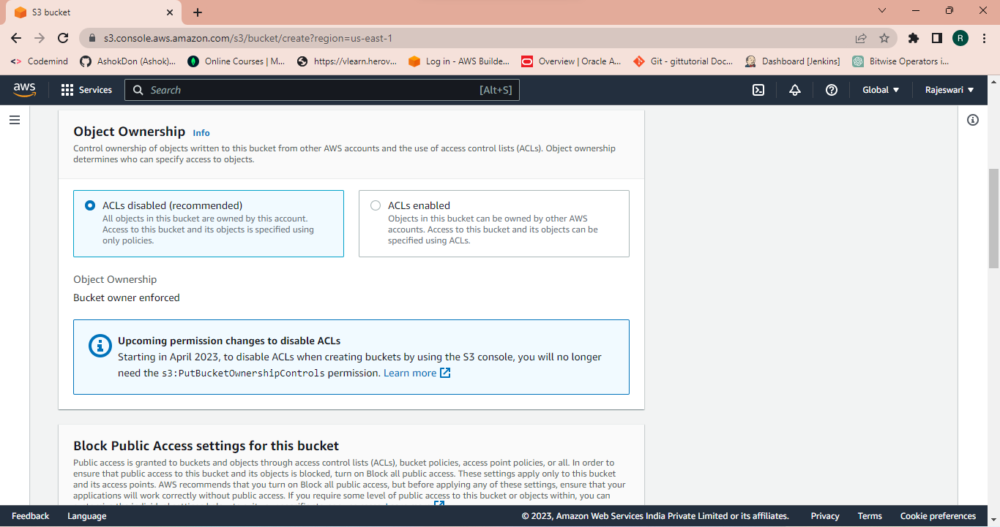 S3 bucket
s3.console.aws.amazon.com/s3/bucket/create?region=us-east-1
R
<> Codemind AshokDon (Ashok)... Online Courses | M... https://vlearn.herov... Log in - AWS Builde... Overview | Oracle A... Git - gittutorial Doc... Dashboard [Jenkins] Bitwise Operators i...
aws Services Search [Alt+S] Global Rajeswari
Object Ownership Info
Control ownership of objects written to this bucket from other AWS accounts and the use of access control lists (ACLs). Object ownership
determines who can specify access to objects.
ACLs disabled (recommended)
All objects in this bucket are owned by this account.
Access to this bucket and its objects is specified using
only policies.
ACLs enabled
Objects in this bucket can be owned by other AWS
accounts. Access to this bucket and its objects can be
specified using ACLs.
Object Ownership
Bucket owner enforced
Upcoming permission changes to disable ACLs
Starting in April 2023, to disable ACLs when creating buckets by using the S3 console, you will no longer
need the s3:PutBucketOwnershipControls permission. Learn more
Block Public Access settings for this bucket
Public access is granted to buckets and objects through access control lists (ACLs), bucket policies, access point policies, or all. In order to
ensure that public access to this bucket and its objects is blocked, turn on Block all public access. These settings apply only to this bucket
and its access points. AWS recommends that you turn on Block all public access, but before applying any of these settings, ensure that your
applications will work correctly without public access. If you require some level of public access to this bucket or objects within, you can
Feedback Language © 2023, Amazon Web Services India Private Limited or its affiliates. Privacy Terms Cookie preferences